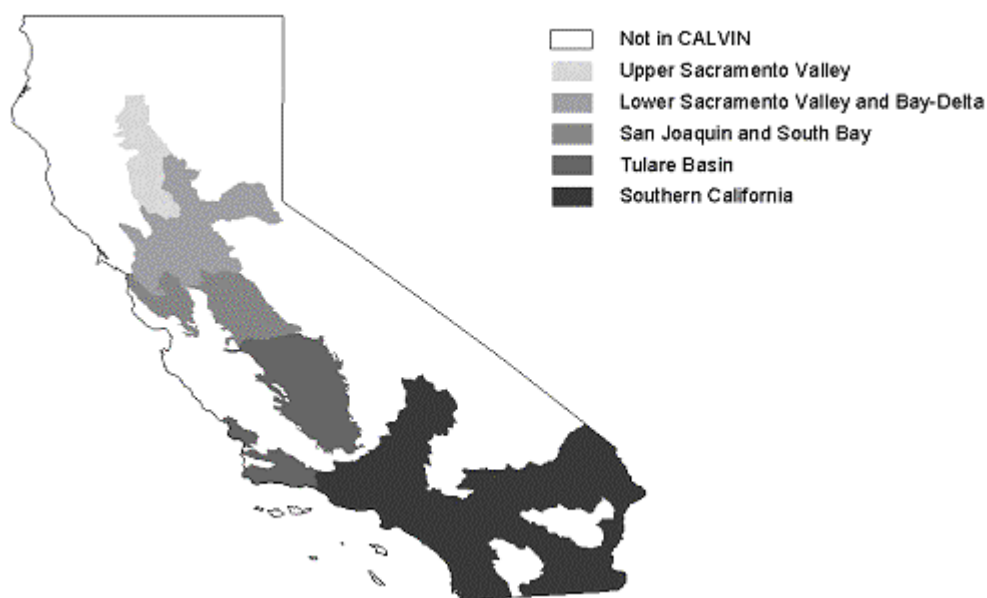 Not in CALVIN
Upper Sacramento Valley
Lower Sacramento Valley and Bay-Delta
San Joaquin and South Bay
Tulare Basin
Southern California